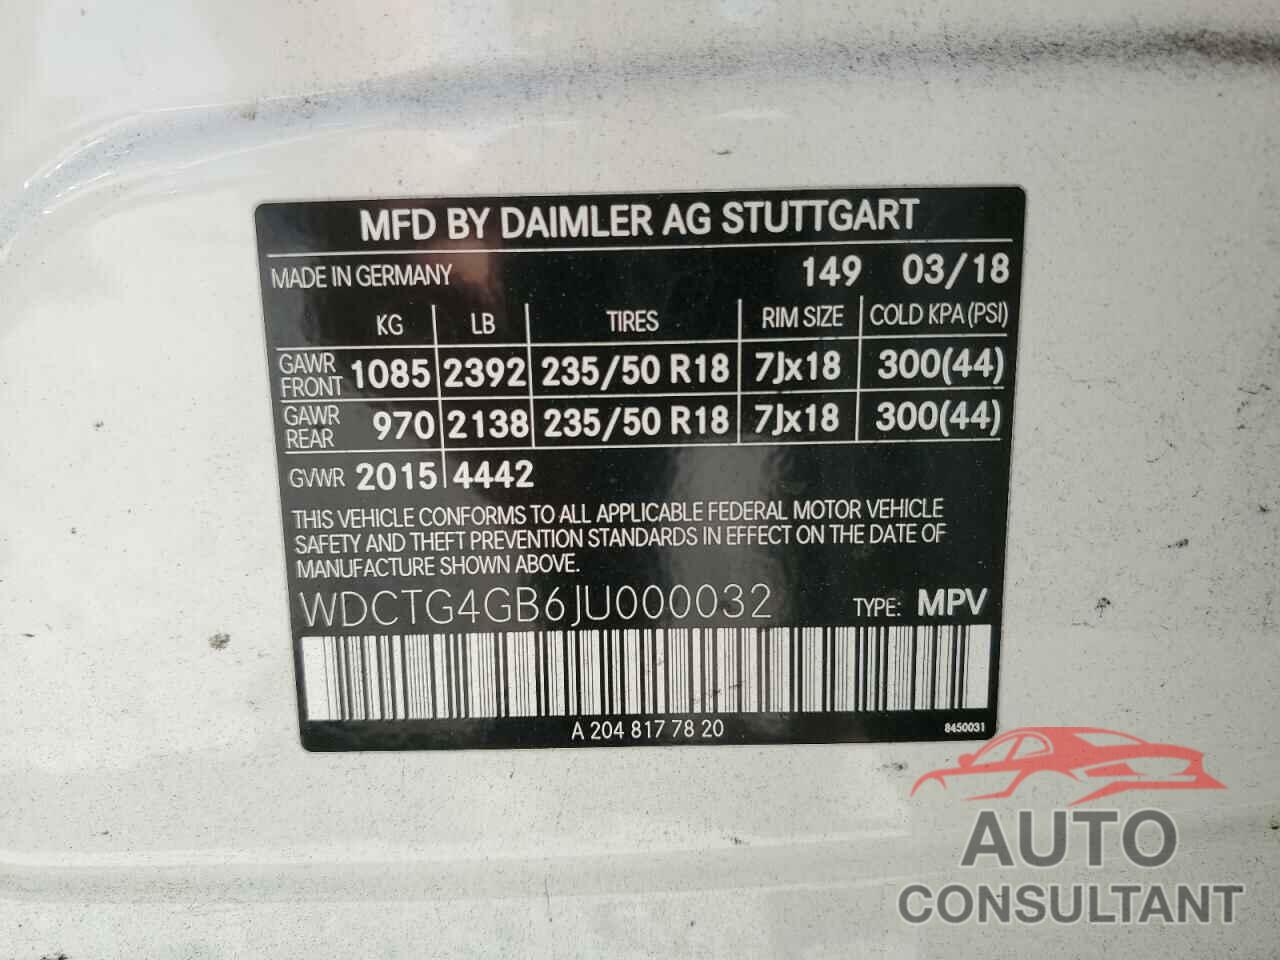 MFD BY DAIMLER AG STUTTGART
MADE IN GERMANY 149 03/18
KG LB TIRES RIM SIZE COLD KPA (PSI)
GAWR FRONT 1085 2392 235/50 R18 7Jx18 300(44)
GAWR REAR 970 2138 235/50 R18 7Jx18 300(44)
GVWR 2015 4442
THIS VEHICLE CONFORMS TO ALL APPLICABLE FEDERAL MOTOR VEHICLE
SAFETY AND THEFT PREVENTION STANDARDS IN EFFECT ON THE DATE OF
MANUFACTURE SHOWN ABOVE.
WDCTG4GB6JU000032 TYPE: MPV
A 204 817 78 20 8450031
AUTO
CONSULTANT